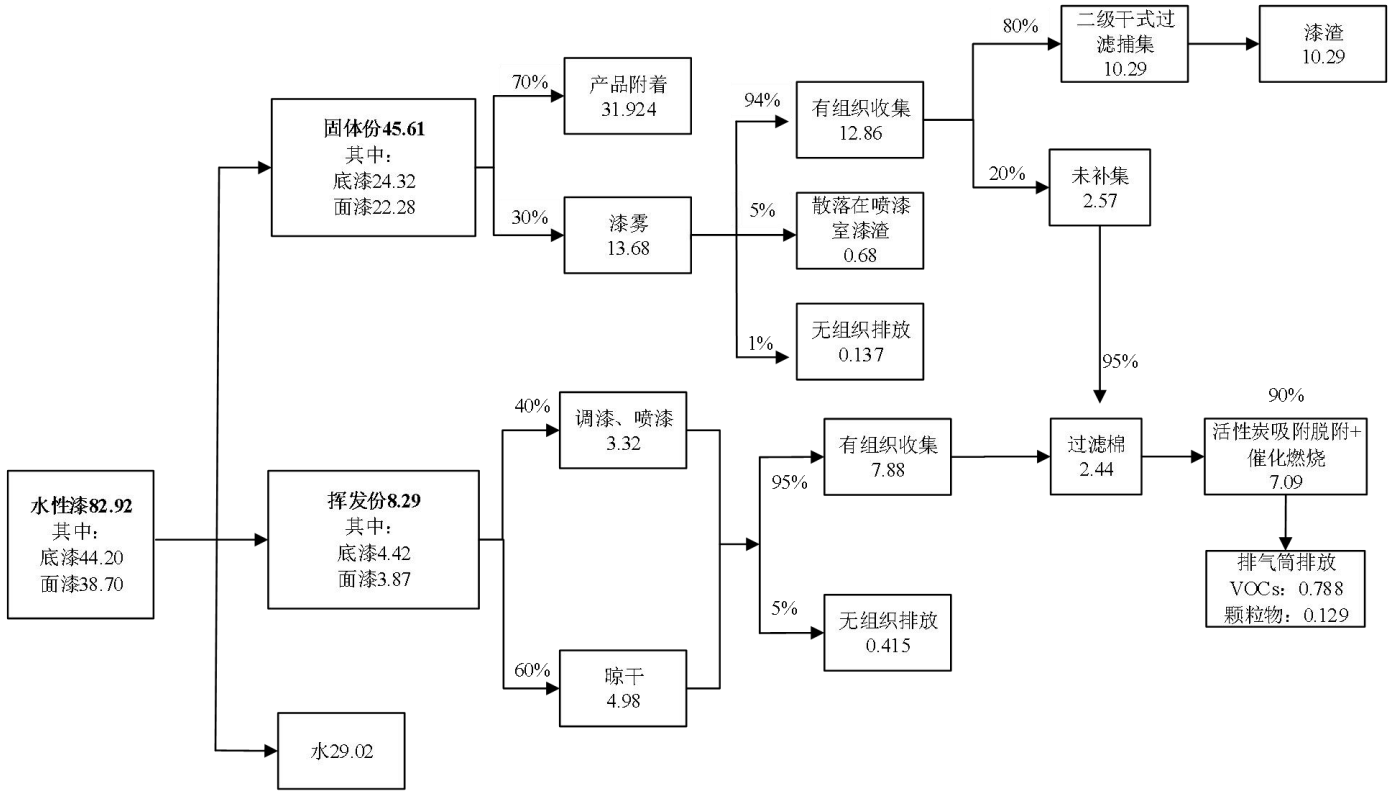 水性漆82.92
其中：
底漆44.20
面漆38.70
固体份45.61
其中：
底漆24.32
面漆22.28
挥发份8.29
其中：
底漆4.42
面漆3.87
水29.02
70%
产品附着
31.924
30%
漆雾
13.68
40%
调漆、喷漆
3.32
60%
晾干
4.98
94%
有组织收集
12.86
5%
散落在喷漆
室漆渣
0.68
1%
无组织排放
0.137
95%
有组织收集
7.88
5%
无组织排放
0.415
80%
二级干式过
滤捕集
10.29
漆渣
10.29
20%
未补集
2.57
95%
过滤棉
2.44
90%
活性炭吸附脱附+
催化燃烧
7.09
排气筒排放
VOCs：0.788
颗粒物：0.129